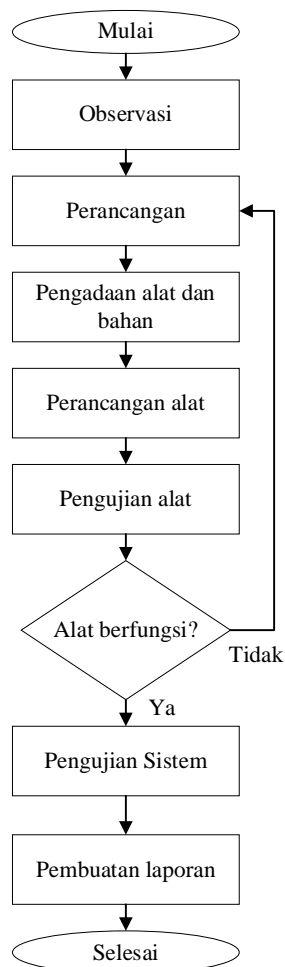 Mulai
Observasi
Perancangan
Pengadaan alat dan
bahan
Perancangan alat
Pengujian alat
Alat berfungsi?
Tidak
Ya
Pengujian Sistem
Pembuatan laporan
Selesai